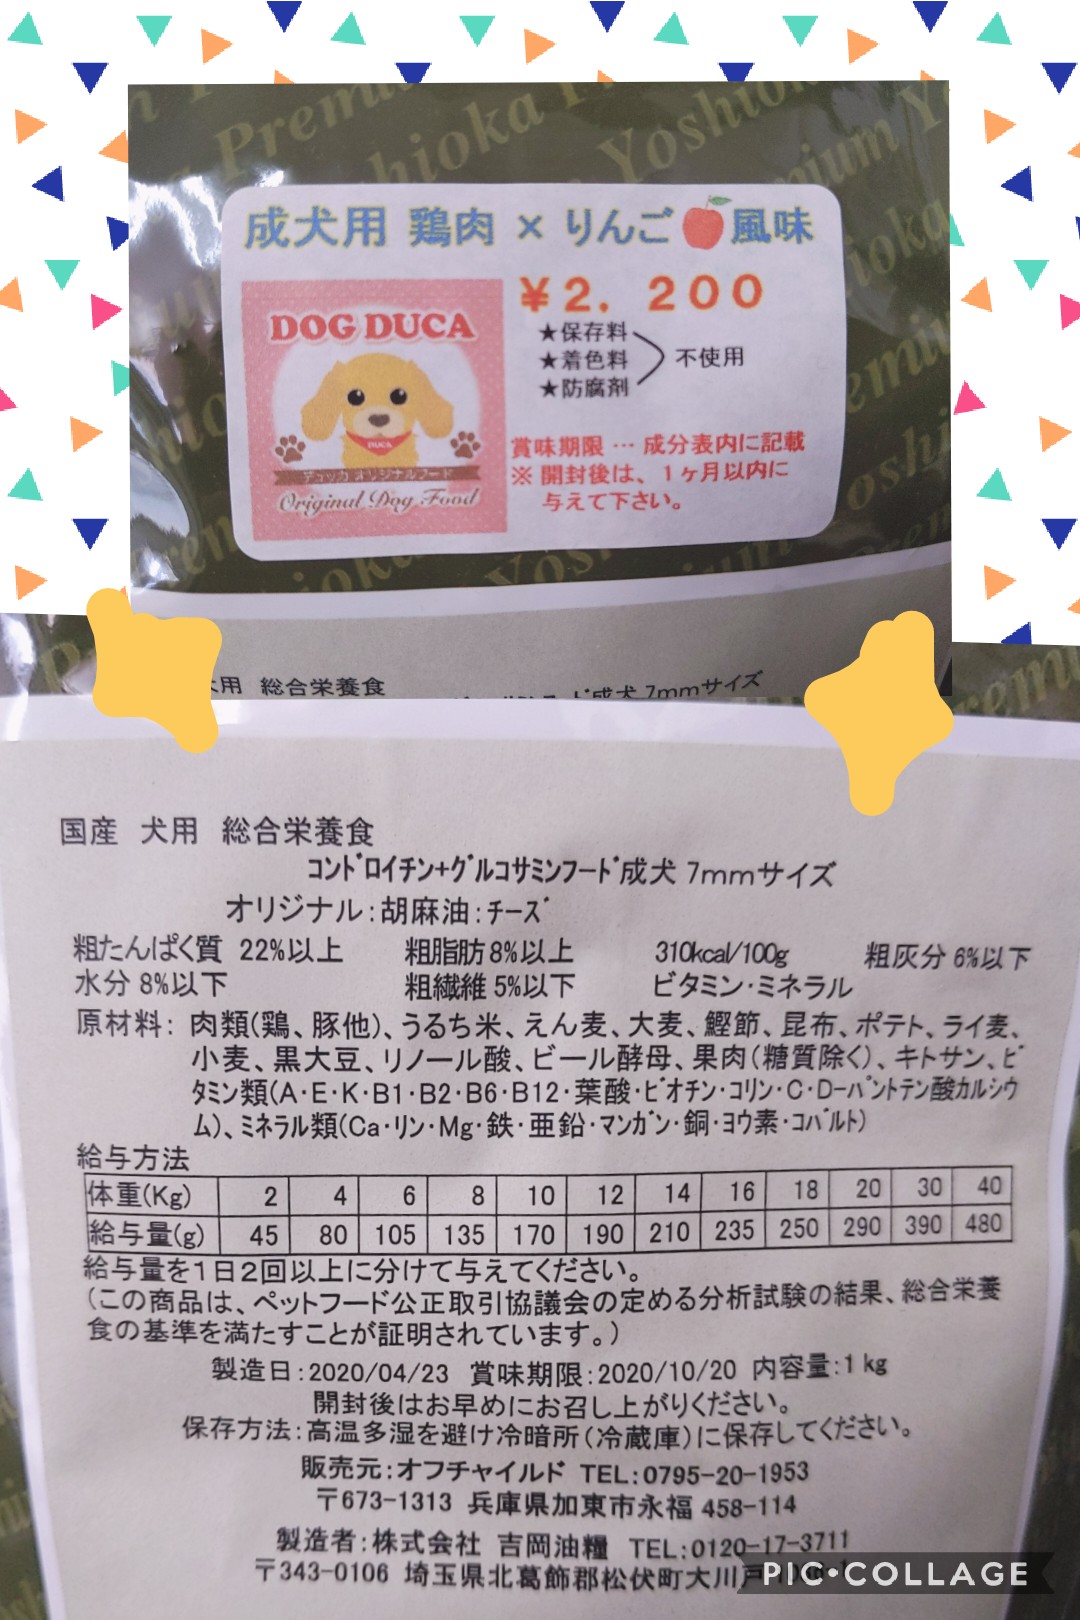 成犬用 鶏肉 × りんご風味
¥2，200
★保存料
★着色料
★防腐剤
不使用
DOG DUCA
DUCA
デュッカ オリジナルフード
Original Dog Food
賞味期限 … 成分表内に記載
※ 開封後は、1ヶ月以内に
与えて下さい。
犬用 総合栄養食
成犬 7mmサイズ
国産 犬用 総合栄養食
コンドロイチン+グルコサミンフード成犬 7mmサイズ
オリジナル：胡麻油：チーズ
粗たんぱく質 22%以上 粗脂肪 8%以上 310kcal/100g 粗灰分 6%以下
水分 8%以下 粗繊維 5%以下 ビタミン・ミネラル
原材料：肉類(鶏、豚他)、うるち米、えん麦、大麦、鰹節、昆布、ポテト、ライ麦、
小麦、黒大豆、リノール酸、ビール酵母、果肉(糖質除く)、キトサン、ビ
タミン類(A・E・K・B1・B2・B6・B12・葉酸・ビオチン・コリン・C・D-パントテン酸カルシウ
ム)、ミネラル類(Ca・リン・Mg・鉄・亜鉛・マンガン・銅・ヨウ素・コバルト)
給与方法
体重(Kg) 2 4 6 8 10 12 14 16 18 20 30 40
給与量(g) 45 80 105 135 170 190 210 235 250 290 390 480
給与量を1日2回以上に分けて与えてください。
(この商品は、ペットフード公正取引協議会の定める分析試験の結果、総合栄養
食の基準を満たすことが証明されています。)
製造日：2020/04/23 賞味期限：2020/10/20 内容量：1kg
開封後はお早めにお召し上がりください。
保存方法：高温多湿を避け冷暗所(冷蔵庫)に保存してください。
販売元：オフチャイルド TEL：0795-20-1953
〒673-1313 兵庫県加東市永福 458-114
製造者：株式会社 吉岡油糧 TEL：0120-17-3711
〒343-0106 埼玉県北葛飾郡松伏町大川戸
PIC•COLLAGE